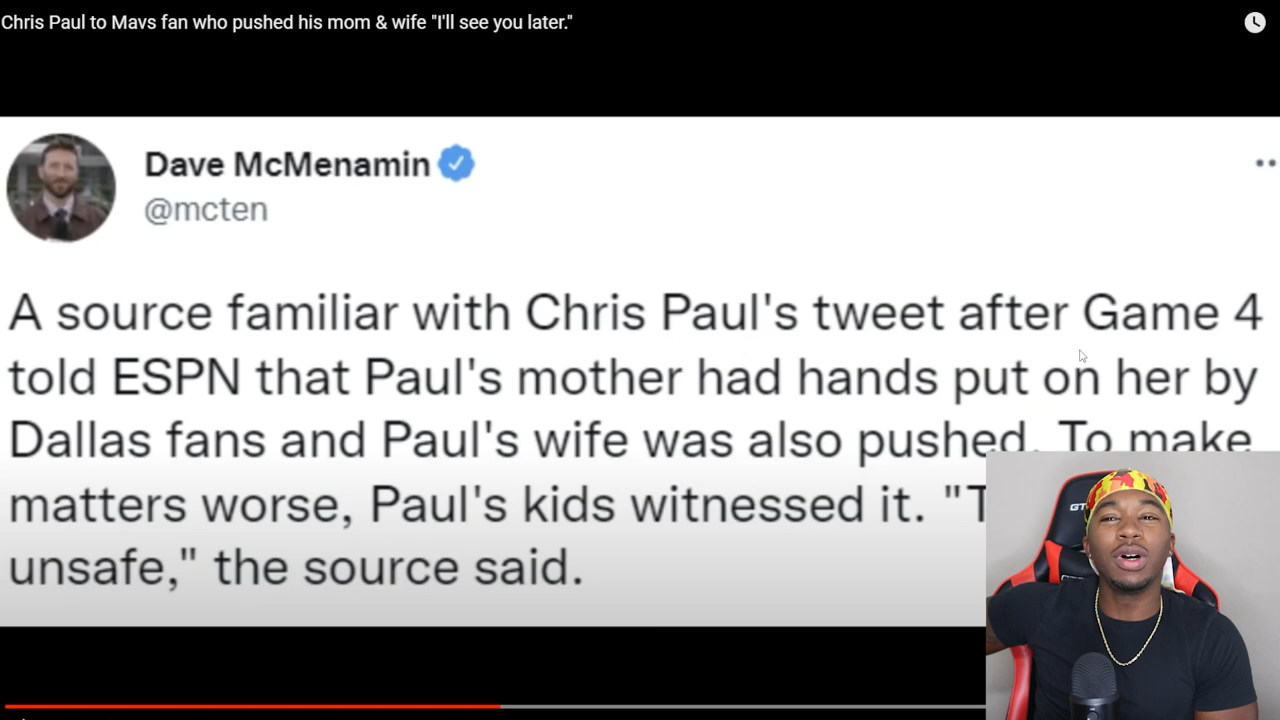 Chris Paul to Mavs fan who pushed his mom & wife "I'll see you later."
Dave McMenamin
@mcten
A source familiar with Chris Paul's tweet after Game 4
told ESPN that Paul's mother had hands put on her by
Dallas fans and Paul's wife was also pushed. To make
matters worse, Paul's kids witnessed it. "T
unsafe," the source said.
GT